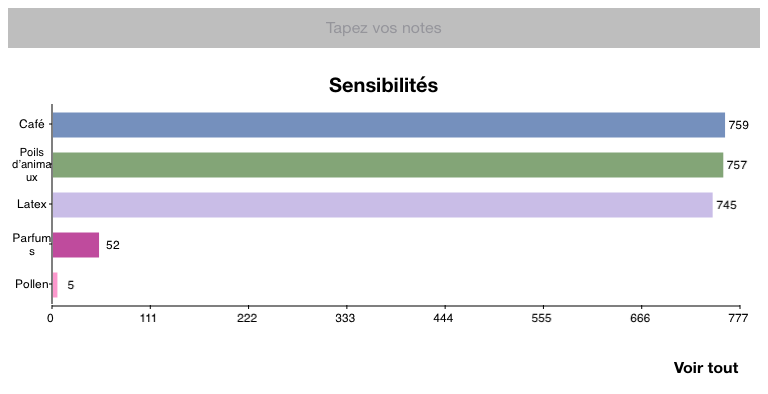 Tapez vos notes
Sensibilités
Café
759
Poils
d'anima
ux
757
Latex
745
Parfum
s
52
Pollen
5
0 111 222 333 444 555 666 777
Voir tout